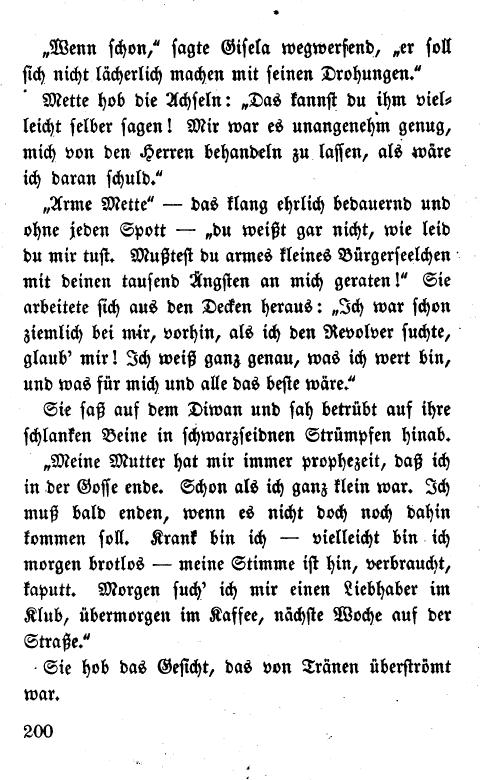 „Wenn schon,“ sagte Gisela wegwerfend, „er soll
sich nicht lächerlich machen mit seinen Drohungen.“
Mette hob die Achseln: „Das kannst du ihm viel-
leicht selber sagen! Mir war es unangenehm genug,
mich von den Herren behandeln zu lassen, als wäre
ich daran schuld.“
„Arme Mette“ — das klang ehrlich bedauernd und
ohne jeden Spott — „du weißt gar nicht, wie leid
du mir tust. Mußtest du armes kleines Bürgerseelchen
mit deinen tausend Ängsten an mich geraten!“ Sie
arbeitete sich aus den Decken heraus: „Ich war schon
ziemlich bei mir, vorhin, als ich den Revolver suchte,
glaub’ mir! Ich weiß ganz genau, was ich wert bin,
und was für mich und alle das beste wäre.“
Sie saß auf dem Diwan und sah betrübt auf ihre
schlanken Beine in schwarzseidnen Strümpfen hinab.
„Meine Mutter hat mir immer prophezeit, daß ich
in der Gosse ende. Schon als ich ganz klein war. Ich
muß bald enden, wenn es nicht doch noch dahin
kommen soll. Krank bin ich — vielleicht bin ich
morgen brotlos — meine Stimme ist hin, verbraucht,
kaputt. Morgen such’ ich mir einen Liebhaber im
Klub, übermorgen im Kaffee, nächste Woche auf der
Straße.“
Sie hob das Gesicht, das von Tränen überströmt
war.
200